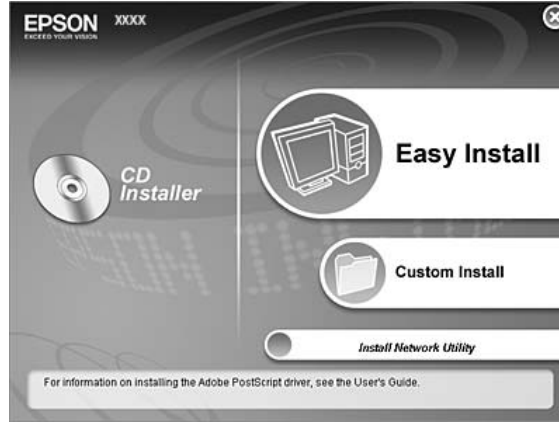 EPSON XXXX
EXCEED YOUR VISION
CD
Installer
Easy Install
Custom Install
Install Network Utility
For information on installing the Adobe PostScript driver, see the User's Guide.